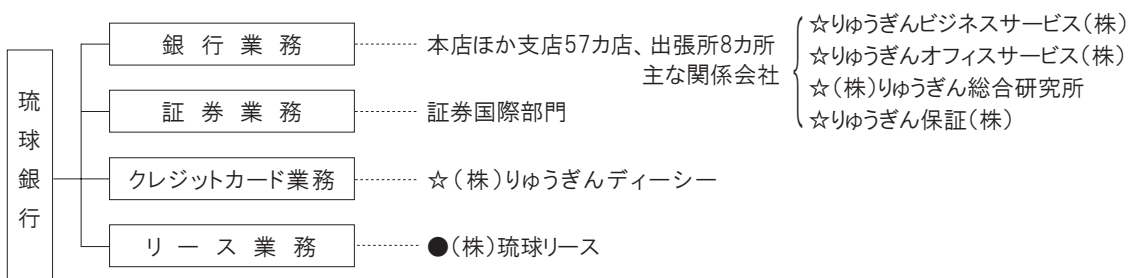 琉球銀行
銀行業務 本店ほか支店57カ店、出張所8カ所
主な関係会社
☆りゅうぎんビジネスサービス(株)
☆りゅうぎんオフィスサービス(株)
☆(株)りゅうぎん総合研究所
☆りゅうぎん保証(株)
証券業務 証券国際部門
クレジットカード業務 ☆(株)りゅうぎんディーシー
リース業務 ●(株)琉球リース